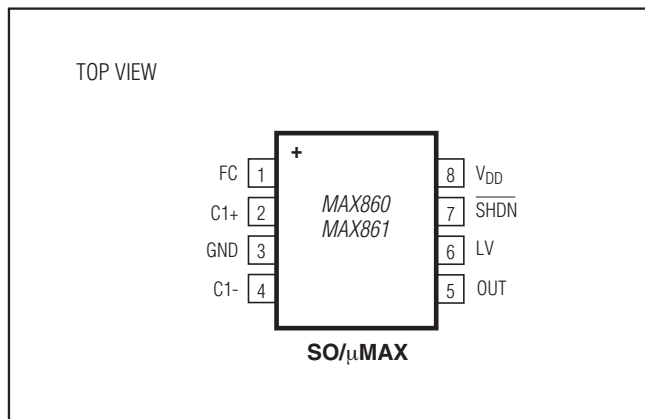 TOP VIEW
+
FC 1
C1+ 2
GND 3
C1- 4
MAX860
MAX861
8 VDD
7 SHDN
6 LV
5 OUT
SO/μMAX